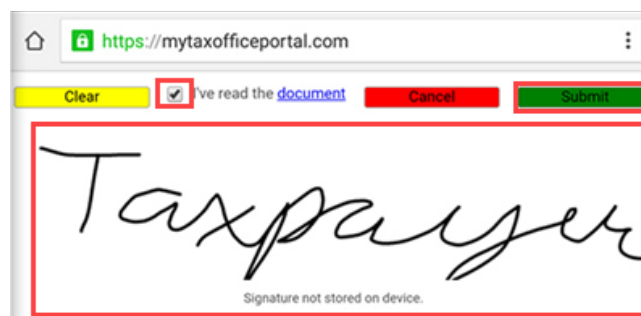 https://mytaxofficeportal.com
Clear I've read the document Cancel Submit
Taxpayer
Signature not stored on device.